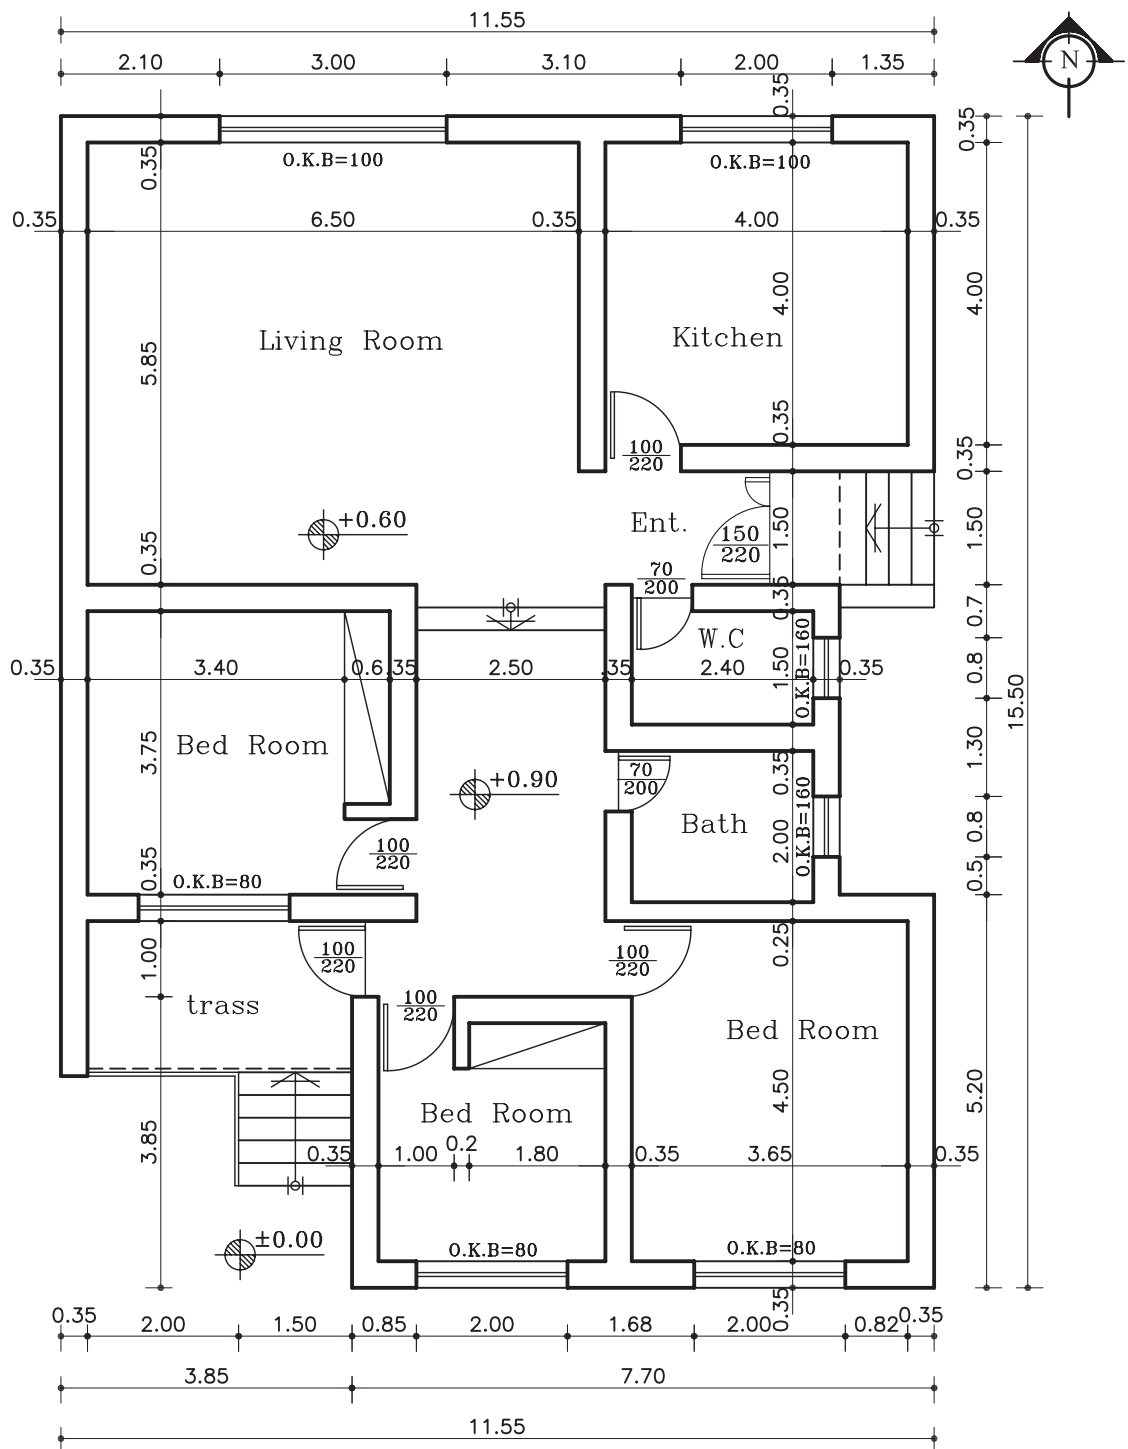 11.55
2.10 3.00 3.10 2.00 1.35
N
0.35
0.35
O.K.B=100 O.K.B=100
0.35
0.35 6.50 0.35 4.00 0.35
4.00
4.00
Living Room Kitchen
5.85
0.35
100
220
0.35
+0.60
Ent.
150
220
1.50
1.50
0.35
70
200
0.35
0.7
W.C
O.K.B=160
0.35 3.40 0.6 .35 2.50 .35 2.40 0.35
1.50
0.8
15.50
Bed Room
3.75
1.30
+0.90
70
200
0.35
Bath
O.K.B=160
2.00
0.8
100
220
0.35
O.K.B=80
0.5
1.00
100
220
100
220
0.25
trass
100
220
Bed Room
4.50
5.20
Bed Room
3.85
0.35 1.00 0.2 1.80 0.35 3.65 0.35
±0.00
O.K.B=80 O.K.B=80
0.35
0.35 2.00 1.50 0.85 2.00 1.68 2.00 0.82 0.35
3.85 7.70
11.55